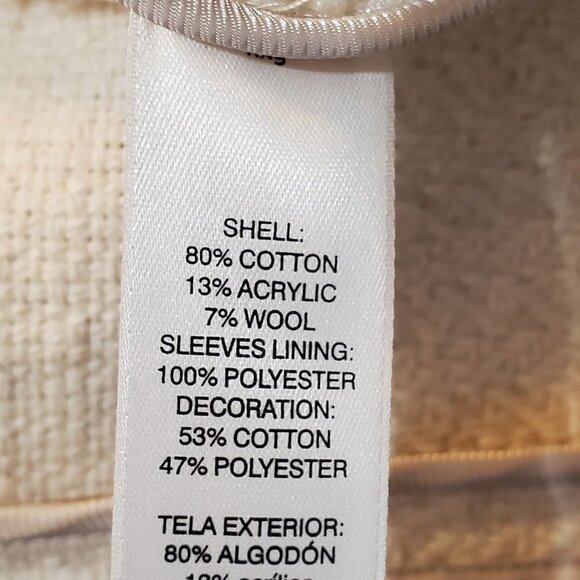 SHELL:
80% COTTON
13% ACRYLIC
7% WOOL
SLEEVES LINING:
100% POLYESTER
DECORATION:
53% COTTON
47% POLYESTER
TELA EXTERIOR:
80% ALGODÓN